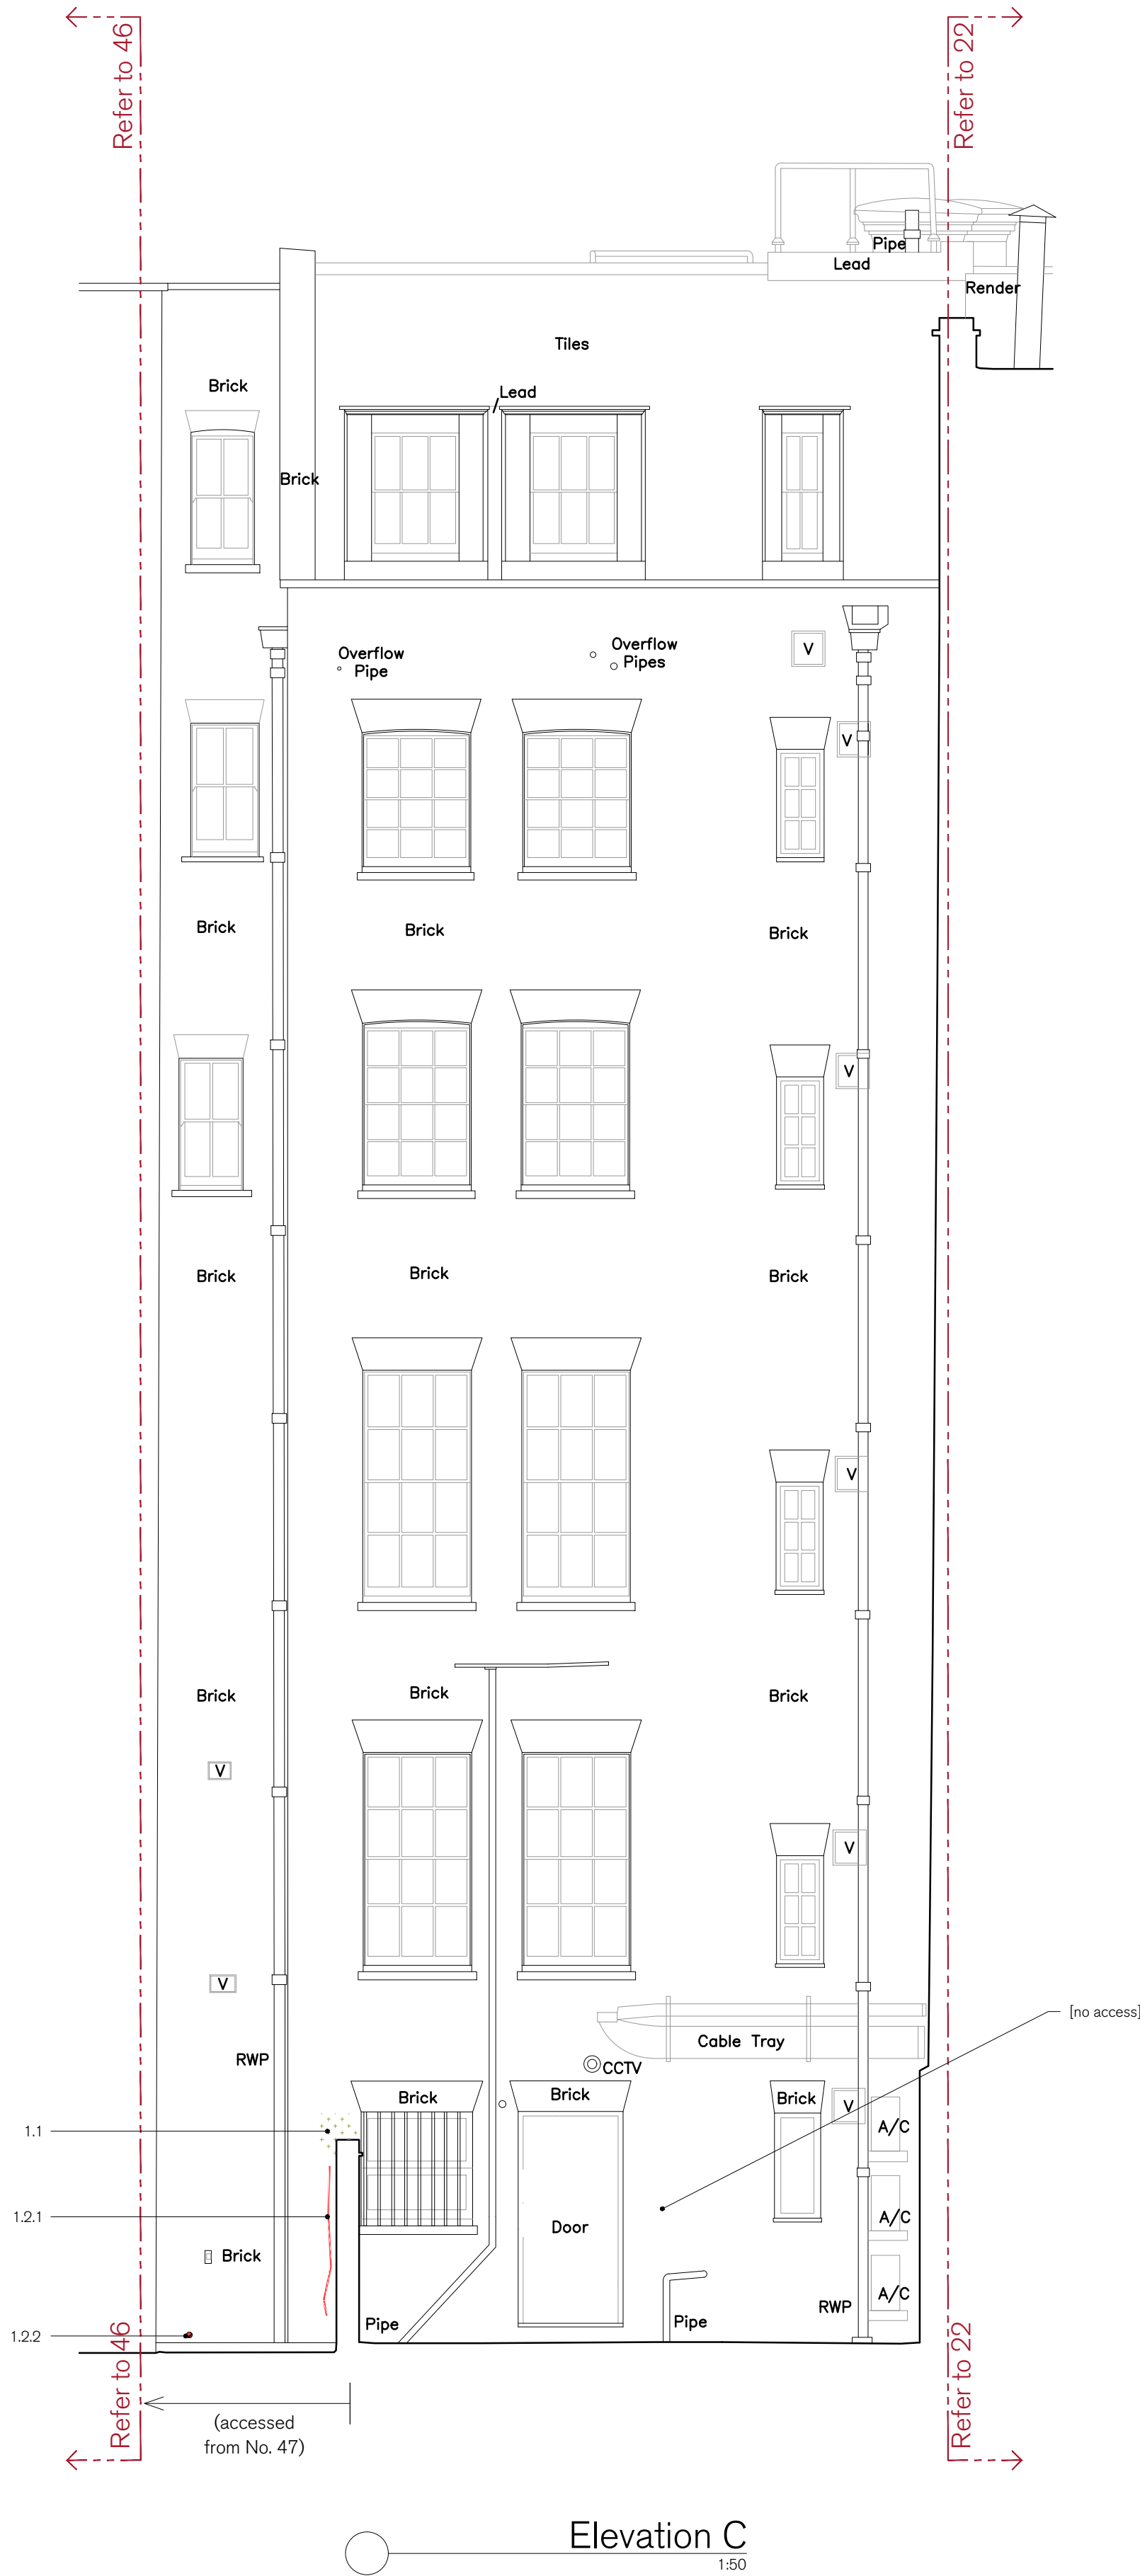 Refer to 46
Refer to 22
Pipe
Lead
Render
Tiles
Brick
Lead
Brick
Overflow
Pipe
Overflow
Pipes
V
V
Brick
Brick
Brick
V
Brick
Brick
Brick
V
Brick
Brick
Brick
V
V
V
[no access]
Cable Tray
RWP
CCTV
Brick
Brick
Brick
V
A/C
1.1
1.2.1
A/C
Door
Brick
A/C
RWP
Pipe
Pipe
1.2.2
Refer to 46
Refer to 22
(accessed
from No. 47)
Elevation C
1:50